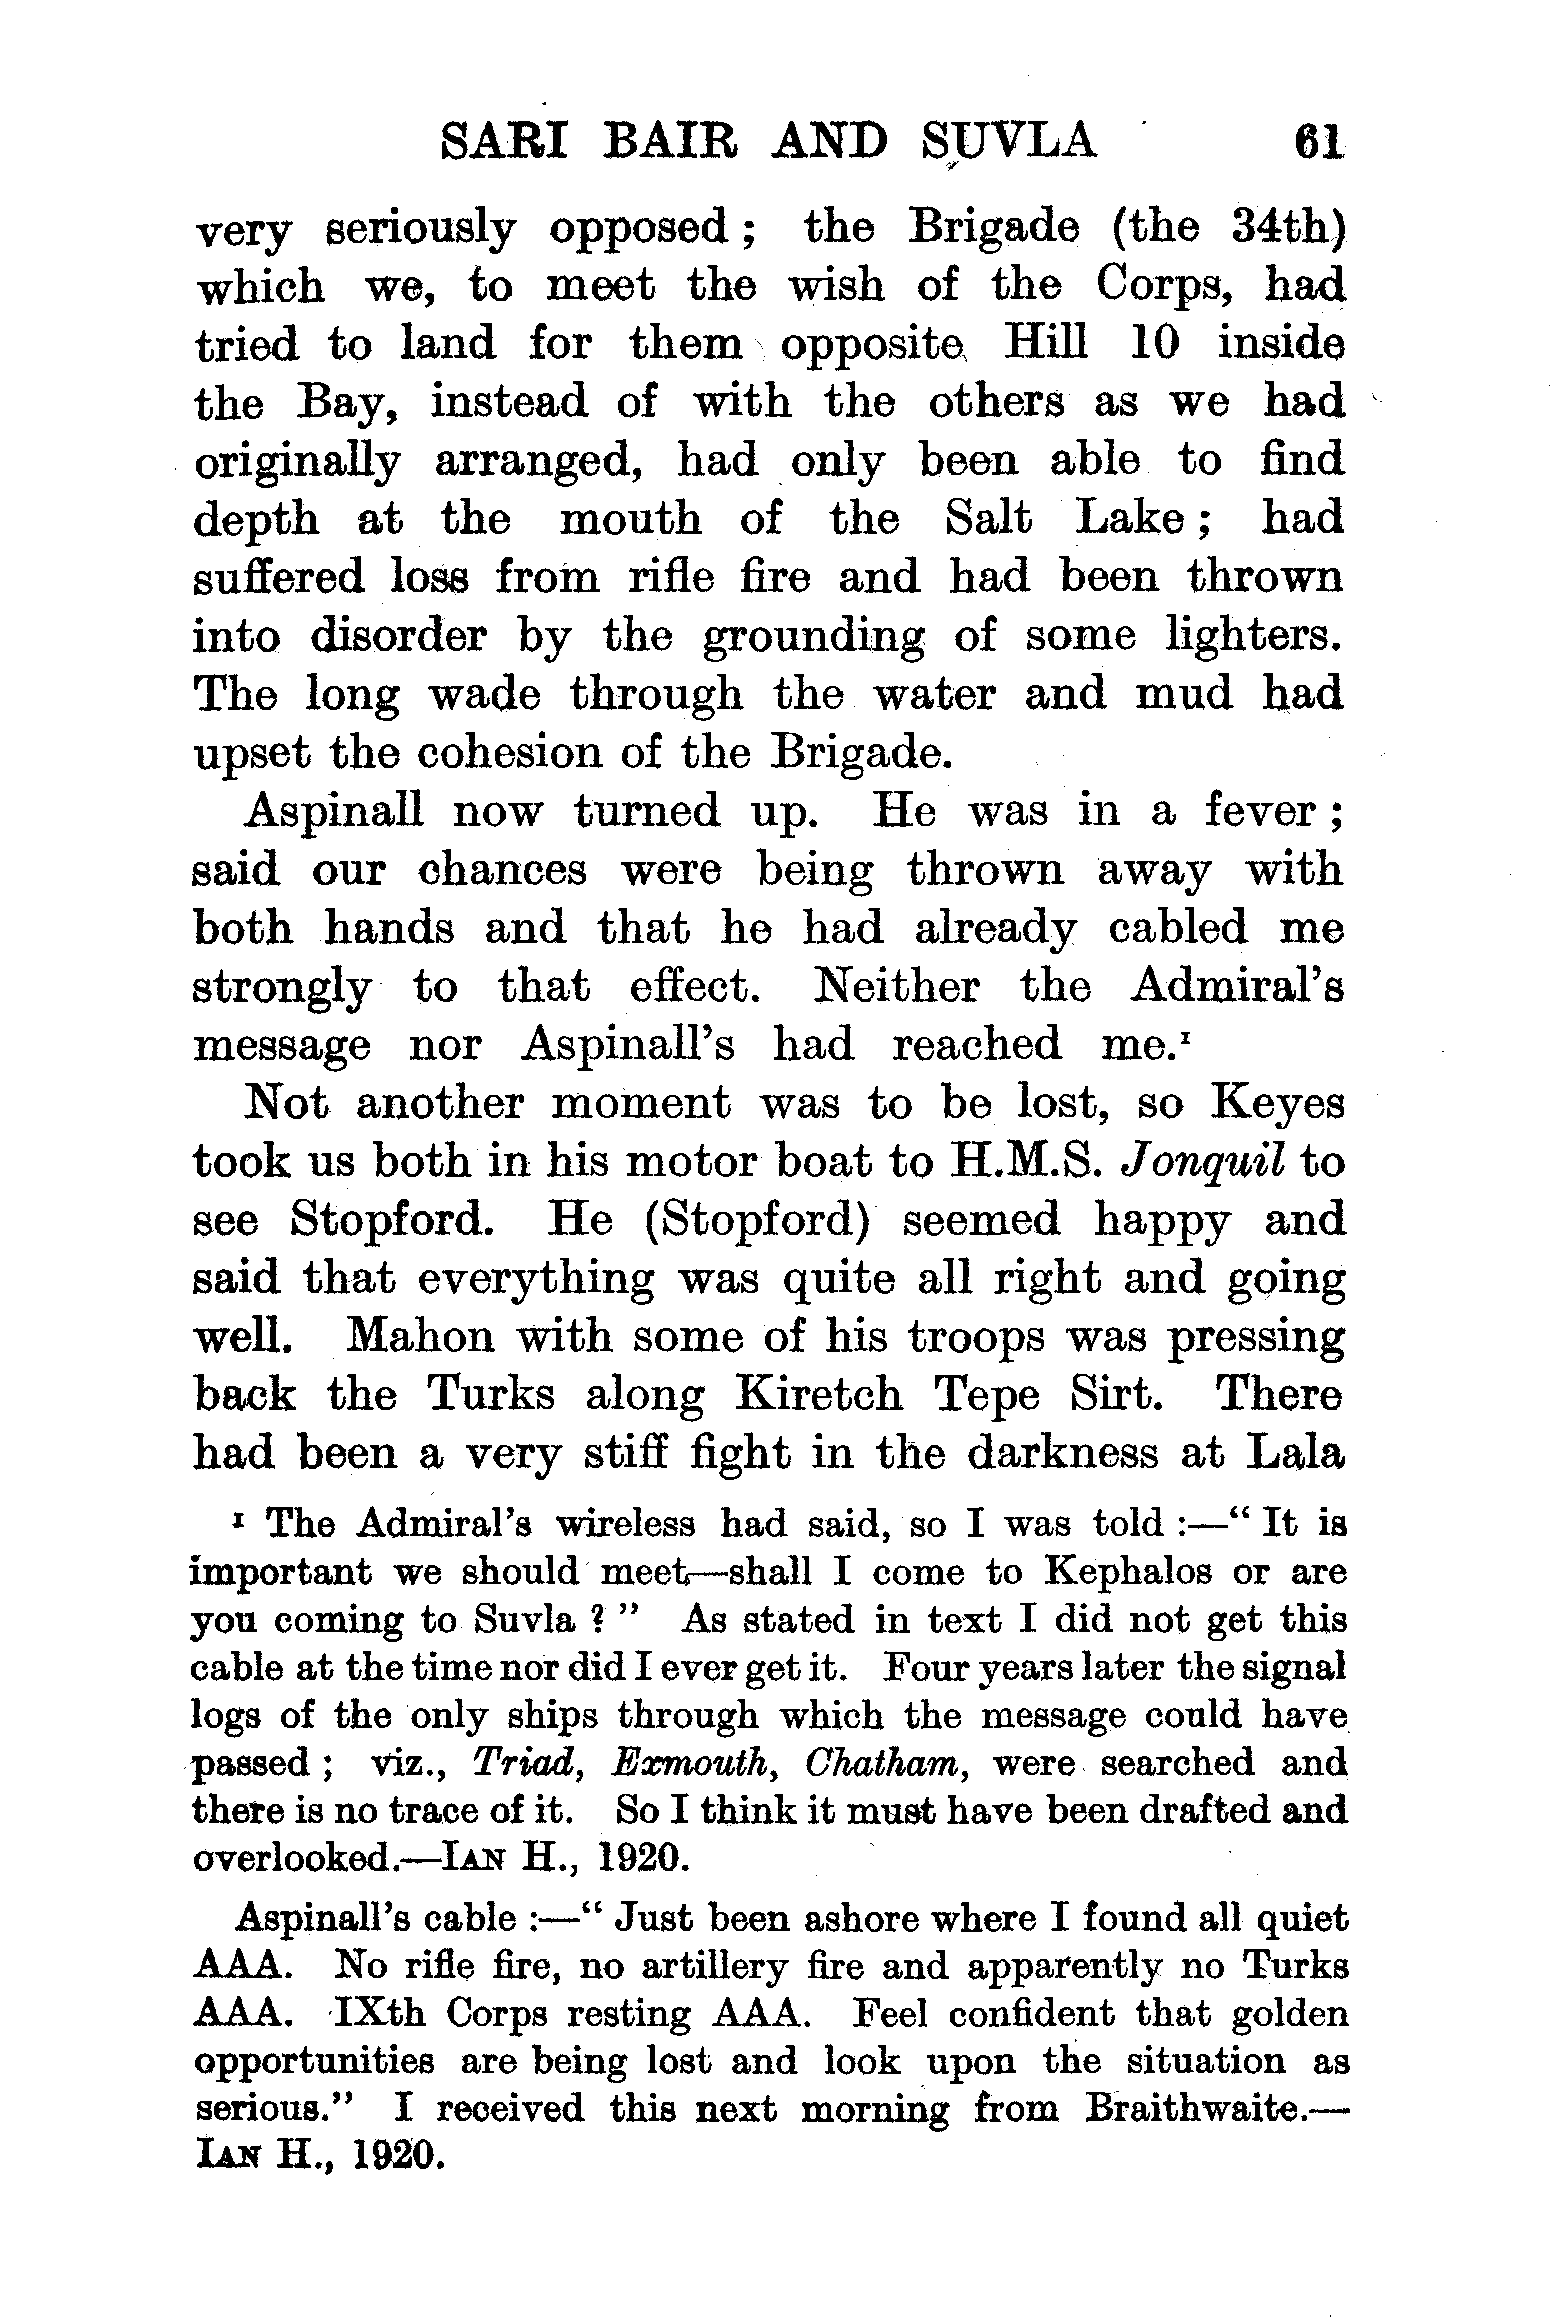 SARI BAIR AND SUVLA 61
very seriously opposed ; the Brigade (the 34th)
which we, to meet the wish of the Corps, had
tried to land for them opposite Hill 10 inside
the Bay, instead of with the others as we had
originally arranged, had only been able to find
depth at the mouth of the Salt Lake ; had
suffered loss from rifle fire and had been thrown
into disorder by the grounding of some lighters.
The long wade through the water and mud had
upset the cohesion of the Brigade.
Aspinall now turned up. He was in a fever ;
said our chances were being thrown away with
both hands and that he had already cabled me
strongly to that effect. Neither the Admiral's
message nor Aspinall's had reached me.¹
Not another moment was to be lost, so Keyes
took us both in his motor boat to H.M.S. Jonquil to
see Stopford. He (Stopford) seemed happy and
said that everything was quite all right and going
well. Mahon with some of his troops was pressing
back the Turks along Kiretch Tepe Sirt. There
had been a very stiff fight in the darkness at Lala
¹ The Admiral's wireless had said, so I was told :—“ It is
important we should meet—shall I come to Kephalos or are
you coming to Suvla ? ” As stated in text I did not get this
cable at the time nor did I ever get it. Four years later the signal
logs of the only ships through which the message could have
passed ; viz., Triad, Exmouth, Chatham, were searched and
there is no trace of it. So I think it must have been drafted and
overlooked.—IAN H., 1920.
Aspinall's cable :—“ Just been ashore where I found all quiet
AAA. No rifle fire, no artillery fire and apparently no Turks
AAA. IXth Corps resting AAA. Feel confident that golden
opportunities are being lost and look upon the situation as
serious.” I received this next morning from Braithwaite.—
IAN H., 1920.